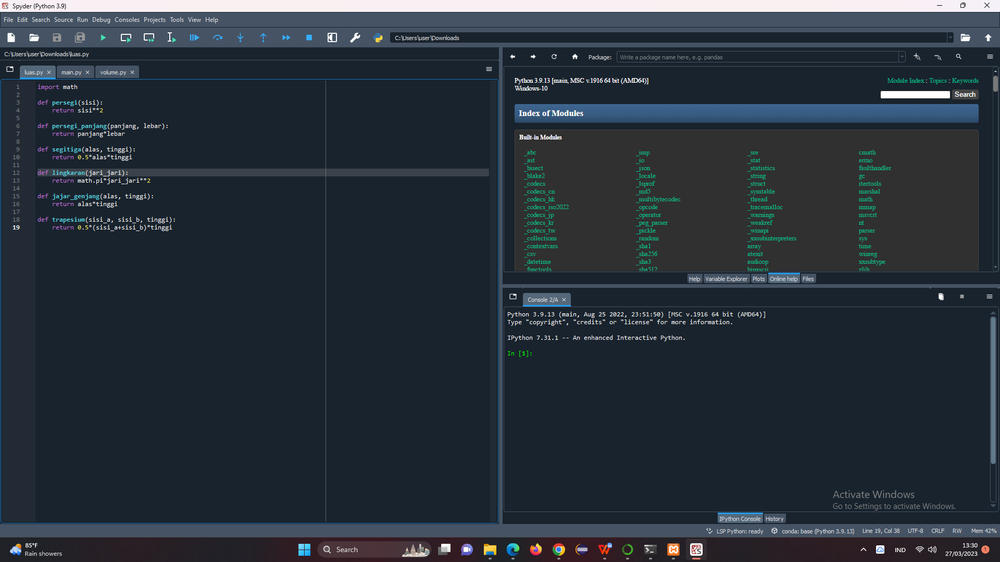 Spyder (Python 3.9)
File Edit Search Source Run Debug Consoles Projects Tools View Help
C:\Users\user\Downloads
C:\Users\user\Downloads\luas.py
luas.py main.py volume.py
1 import math
2
3 def persegi(sisi):
4 return sisi**2
5
6 def persegi_panjang(panjang, lebar):
7 return panjang*lebar
8
9 def segitiga(alas, tinggi):
10 return 0.5*alas*tinggi
11
12 def lingkaran(jari_jari):
13 return math.pi*jari_jari**2
14
15 def jajar_genjang(alas, tinggi):
16 return alas*tinggi
17
18 def trapesium(sisi_a, sisi_b, tinggi):
19 return 0.5*(sisi_a+sisi_b)*tinggi
Package: Write a package name here, e.g. pandas
Python 3.9.13 [main, MSC v.1916 64 bit (AMD64)]
Windows-10
Module Index : Topics : Keywords
Search
Index of Modules
Built-in Modules
_abc _imp _sre cmath
_ast _io _stat errno
_bisect _json _statistics faulthandler
_blake2 _locale _string gc
_codecs _lsprof _struct itertools
_codecs_cn _md5 _symtable marshal
_codecs_hk _multibytecodec _thread math
_codecs_iso2022 _opcode _tracemalloc mmap
_codecs_jp _operator _warnings msvcrt
_codecs_kr _peg_parser _weakref nt
_codecs_tw _pickle _winapi parser
_collections _random _xxsubinterpreters sys
_contextvars _sha1 array time
_csv _sha256 atexit winreg
_datetime _sha3 audioop xxsubtype
_functools _sha512 binascii zlib
Help Variable Explorer Plots Online help Files
Console 2/A
Python 3.9.13 (main, Aug 25 2022, 23:51:50) [MSC v.1916 64 bit (AMD64)]
Type "copyright", "credits" or "license" for more information.
IPython 7.31.1 -- An enhanced Interactive Python.
In [1]:
Activate Windows
Go to Settings to activate Windows.
IPython Console History
LSP Python: ready conda: base (Python 3.9.13) Line 19, Col 38 UTF-8 CRLF RW Mem 42%
85°F
Rain showers
Search
IND
13:30
27/03/2023
1